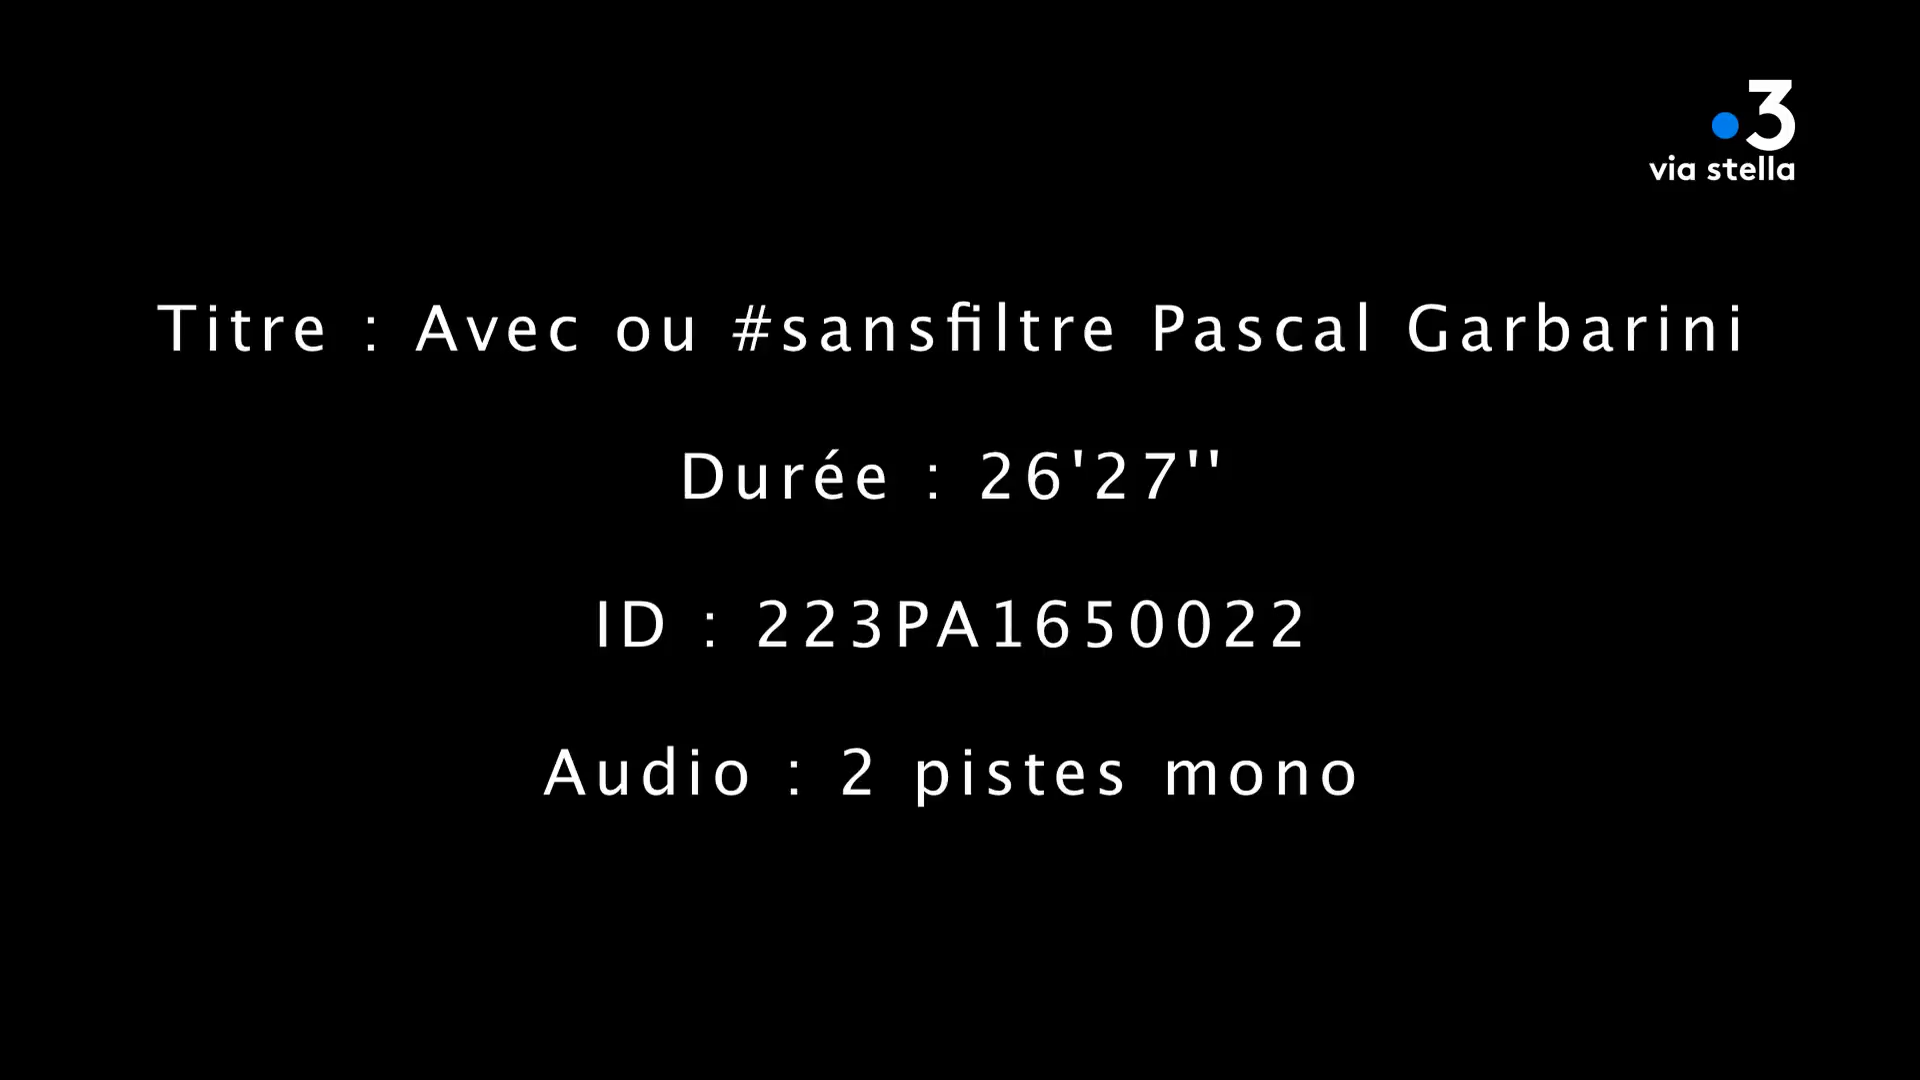 3
via stella
Titre : Avec ou #sansfiltre Pascal Garbarini
Durée : 26'27''
ID : 223PA1650022
Audio : 2 pistes mono